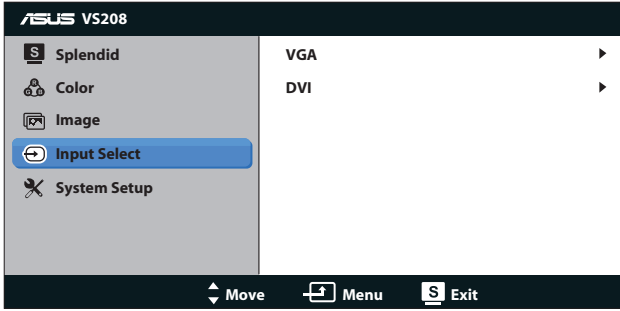 ASUS VS208
S Splendid
Color
Image
Input Select
System Setup
VGA
DVI
Move Menu S Exit